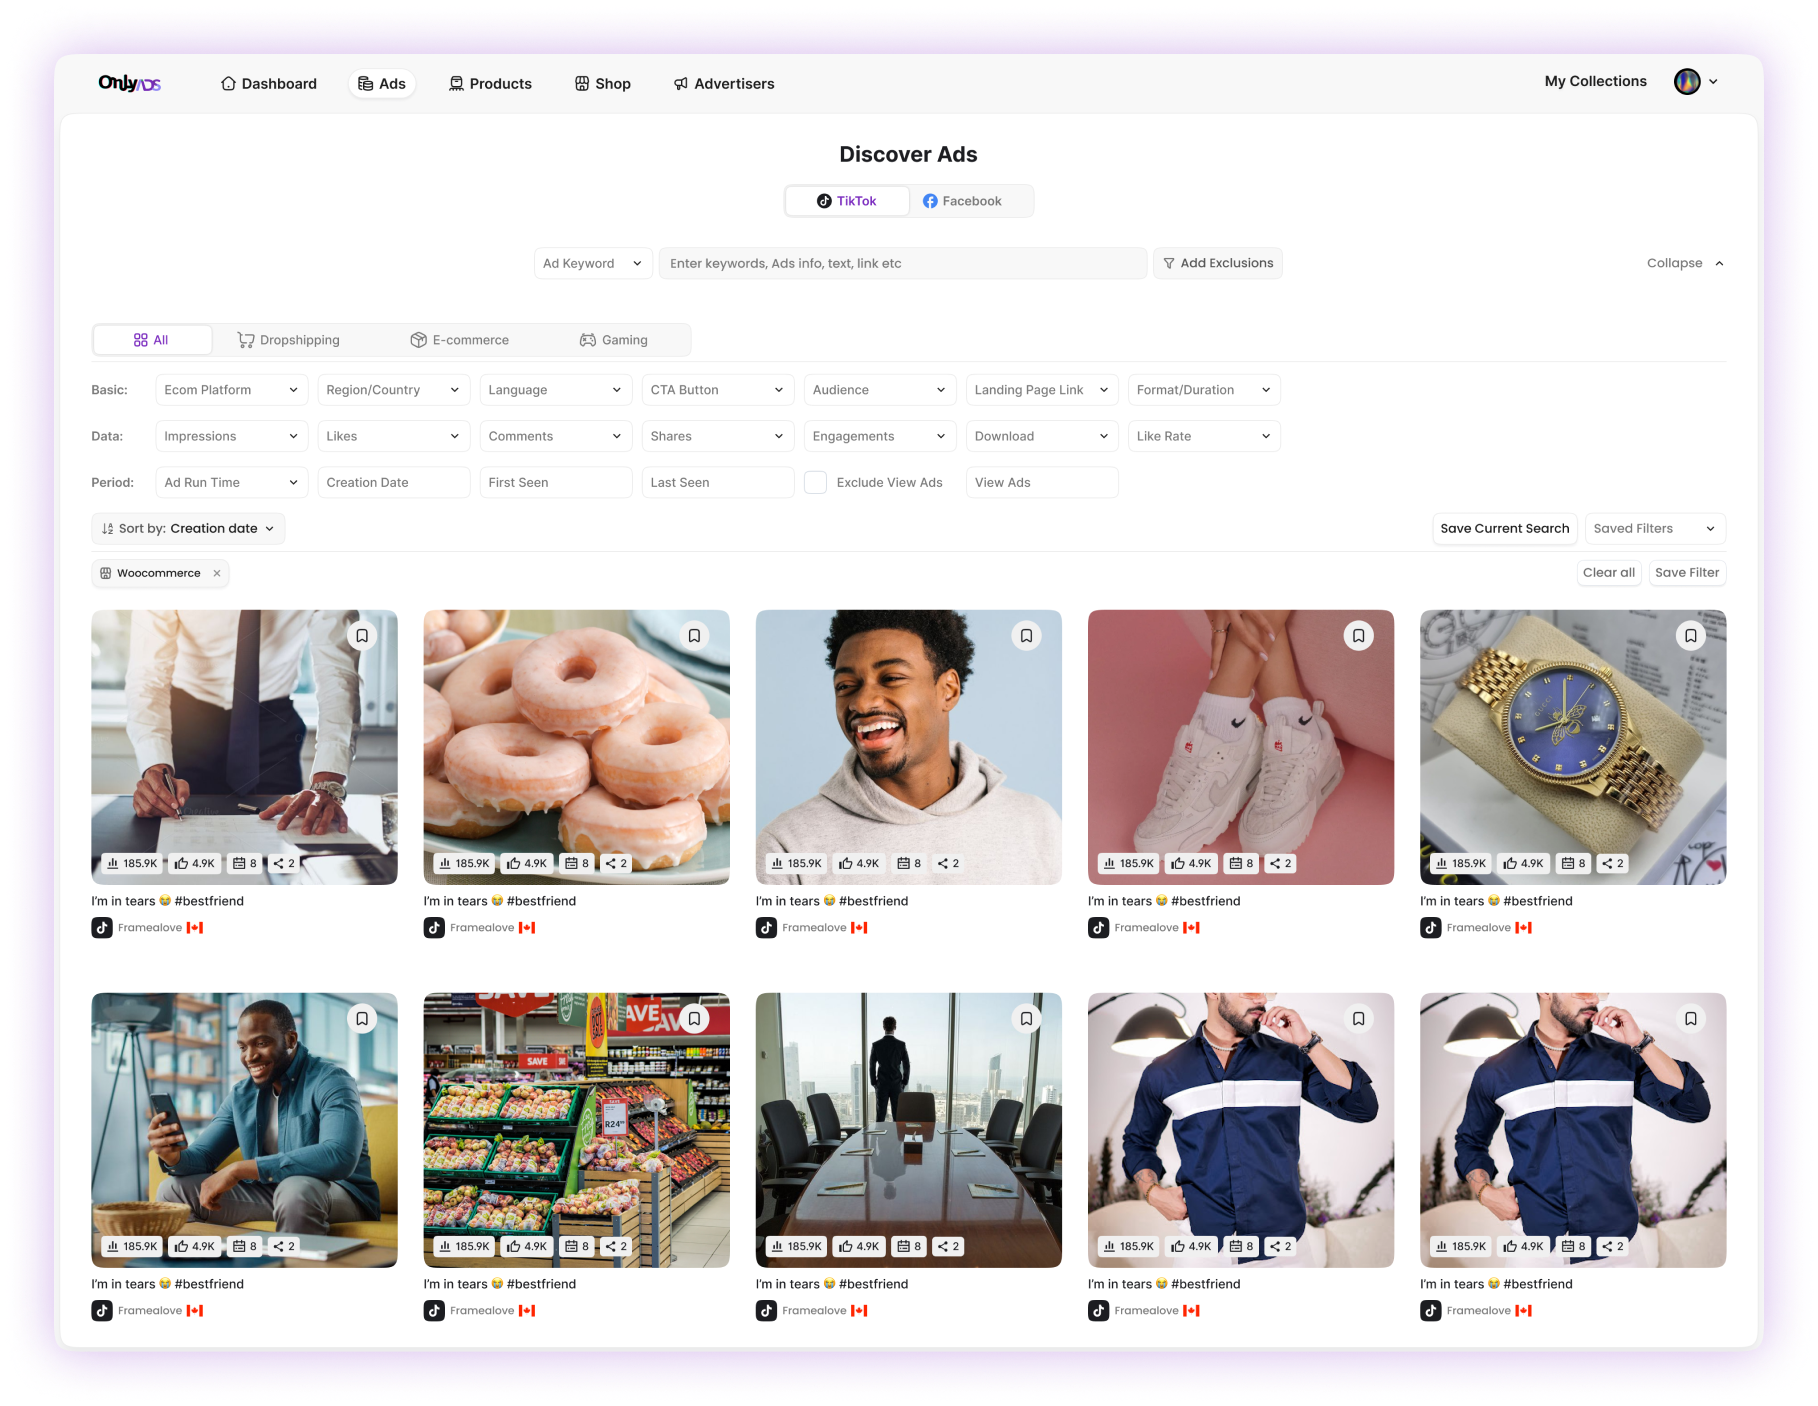 OnlyADS
Dashboard
Ads
Products
Shop
Advertisers
My Collections
Discover Ads
TikTok
Facebook
Ad Keyword
Enter keywords, Ads info, text, link etc
Add Exclusions
Collapse
All
Dropshipping
E-commerce
Gaming
Basic:
Ecom Platform
Region/Country
Language
CTA Button
Audience
Landing Page Link
Format/Duration
Data:
Impressions
Likes
Comments
Shares
Engagements
Download
Like Rate
Period:
Ad Run Time
Creation Date
First Seen
Last Seen
Exclude View Ads
View Ads
Sort by: Creation date
Save Current Search
Saved Filters
Woocommerce
Clear all
Save Filter
GUCCI
185.9K 4.9K 8 2
185.9K 4.9K 8 2
185.9K 4.9K 8 2
185.9K 4.9K 8 2
185.9K 4.9K 8 2
I'm in tears 😭 #bestfriend
I'm in tears 😭 #bestfriend
I'm in tears 😭 #bestfriend
I'm in tears 😭 #bestfriend
I'm in tears 😭 #bestfriend
Framealove
Framealove
Framealove
Framealove
Framealove
SAVE
SAVE
R24
185.9K 4.9K 8 2
185.9K 4.9K 8 2
185.9K 4.9K 8 2
185.9K 4.9K 8 2
185.9K 4.9K 8 2
I'm in tears 😭 #bestfriend
I'm in tears 😭 #bestfriend
I'm in tears 😭 #bestfriend
I'm in tears 😭 #bestfriend
I'm in tears 😭 #bestfriend
Framealove
Framealove
Framealove
Framealove
Framealove